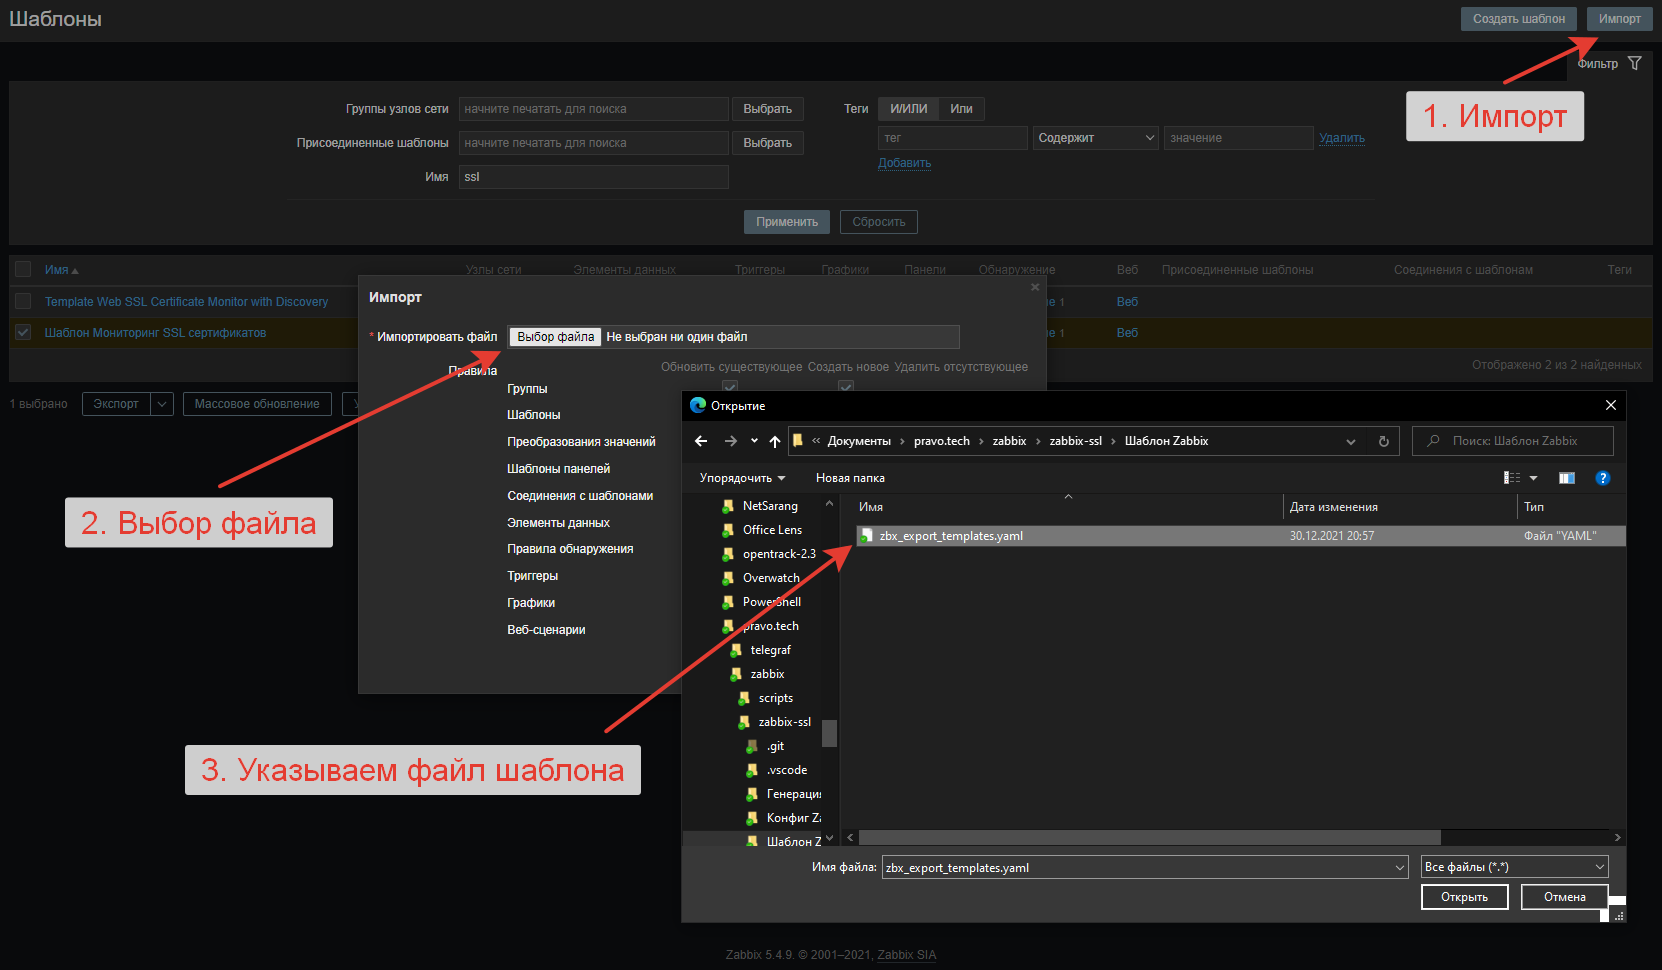 Шаблоны
Создать шаблон Импорт
Фильтр
1. Импорт
Группы узлов сети начните печатать для поиска Выбрать Теги И/ИЛИ Или
тег Содержит значение Удалить
Присоединенные шаблоны начните печатать для поиска Выбрать
Добавить
Имя ssl
Применить Сбросить
Имя Узлы сети Элементы данных Триггеры Графики Панели Обнаружение Веб Присоединенные шаблоны Соединения с шаблонами Теги
Template Web SSL Certificate Monitor with Discovery ие 1 Веб
Шаблон Мониторинг SSL сертификатов ие 1 Веб
Отображено 2 из 2 найденных
1 выбрано Экспорт Массовое обновление У
Импорт
* Импортировать файл Выбор файла Не выбран ни один файл
Правила Обновить существующее Создать новое Удалить отсутствующее
Группы
Шаблоны
Преобразования значений
Шаблоны панелей
Соединения с шаблонами
Элементы данных
Правила обнаружения
Триггеры
Графики
Веб-сценарии
2. Выбор файла
3. Указываем файл шаблона
Открытие
« Документы › pravo.tech › zabbix › zabbix-ssl › Шаблон Zabbix
Поиск: Шаблон Zabbix
Упорядочить Новая папка
Имя Дата изменения Тип
zbx_export_templates.yaml 30.12.2021 20:57 Файл "YAML"
NetSarang
Office Lens
opentrack-2.3
Overwatch
PowerShell
pravo.tech
telegraf
zabbix
scripts
zabbix-ssl
.git
.vscode
Генерация
Конфиг Za
Шаблон Z
Имя файла: zbx_export_templates.yaml Все файлы (*.*)
Открыть Отмена
Zabbix 5.4.9. © 2001–2021, Zabbix SIA